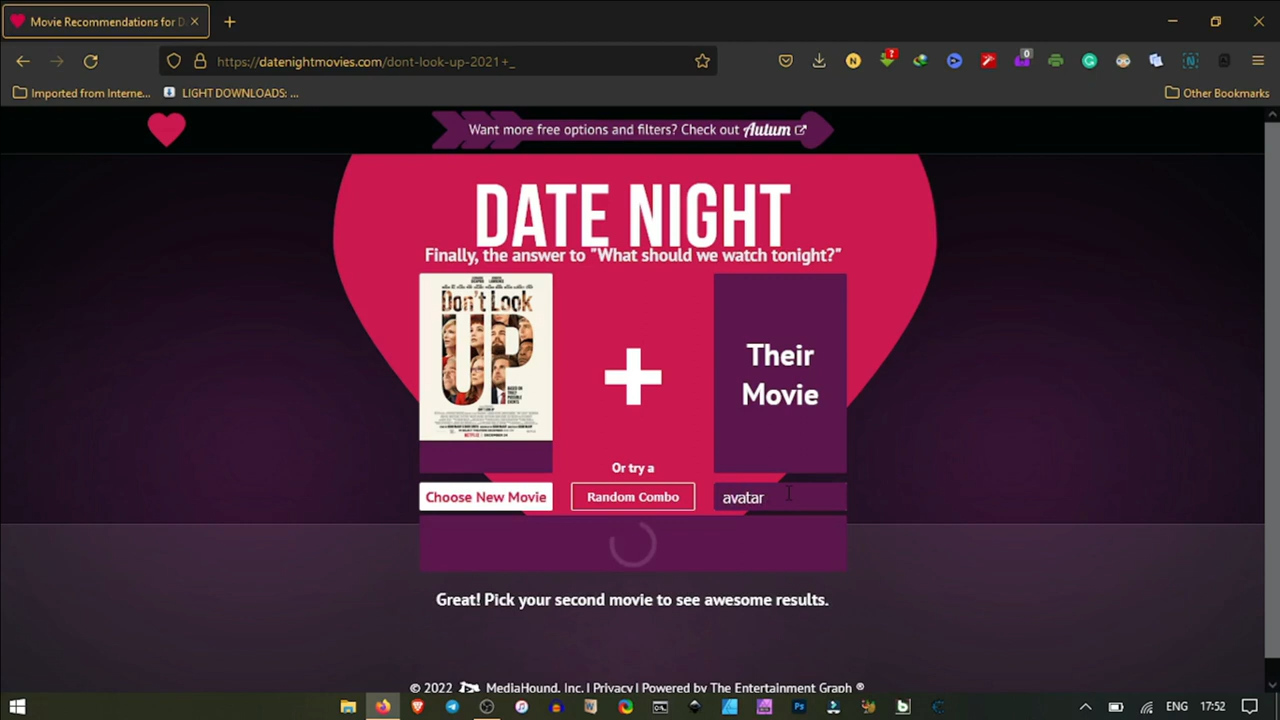 Movie Recommendations for D
https://datenightmovies.com/dont-look-up-2021+_
N
?
0
Imported from Interne...
LIGHT DOWNLOADS: ...
Other Bookmarks
Want more free options and filters? Check out Aulum
DATE NIGHT
Finally, the answer to "What should we watch tonight?"
Don't Look
UP
Their
Movie
Or try a
Choose New Movie
Random Combo
avatar
Great! Pick your second movie to see awesome results.
© 2022 MediaHound, Inc. | Privacy | Powered by The Entertainment Graph ®
ENG
17:52